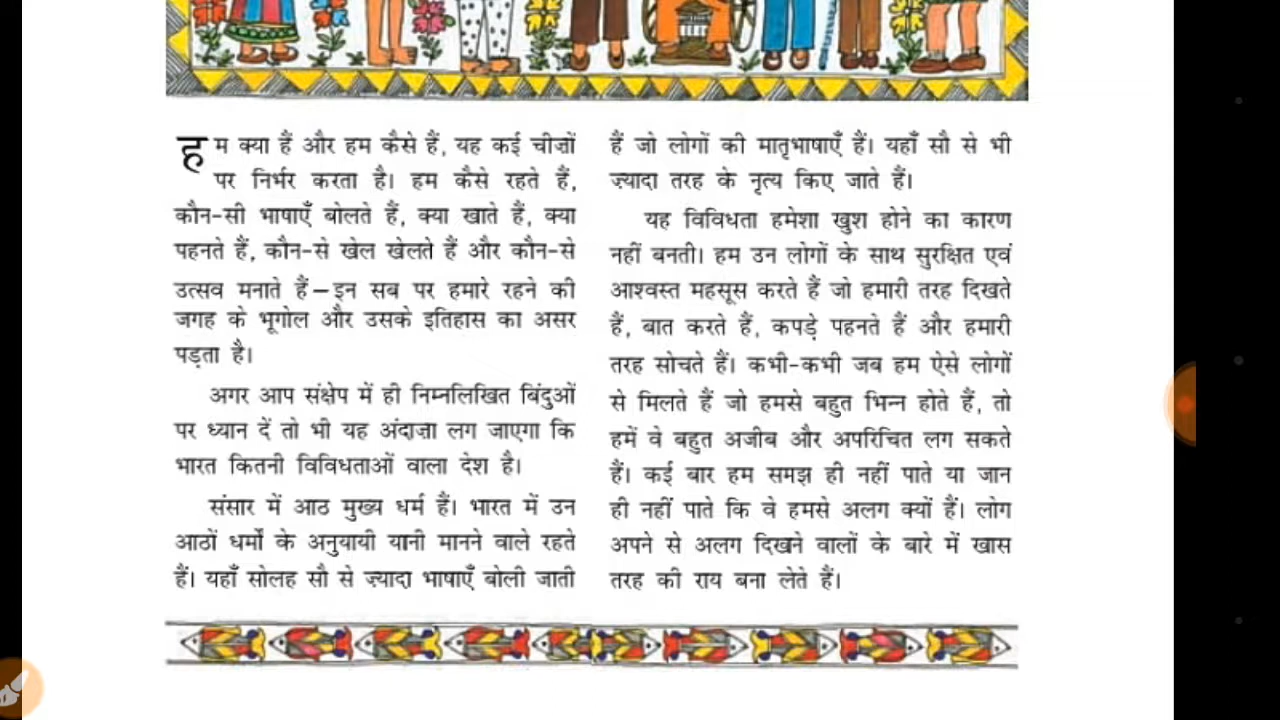 हम क्या हैं और हम कैसे हैं, यह कई चीज़ों
पर निर्भर करता है। हम कैसे रहते हैं,
कौन-सी भाषाएँ बोलते हैं, क्या खाते हैं, क्या
पहनते हैं, कौन-से खेल खेलते हैं और कौन-से
उत्सव मनाते हैं—इन सब पर हमारे रहने की
जगह के भूगोल और उसके इतिहास का असर
पड़ता है।
अगर आप संक्षेप में ही निम्नलिखित बिंदुओं
पर ध्यान दें तो भी यह अंदाज़ा लग जाएगा कि
भारत कितनी विविधताओं वाला देश है।
संसार में आठ मुख्य धर्म हैं। भारत में उन
आठों धर्मों के अनुयायी यानी मानने वाले रहते
हैं। यहाँ सोलह सौ से ज़्यादा भाषाएँ बोली जाती
हैं जो लोगों की मातृभाषाएँ हैं। यहाँ सौ से भी
ज़्यादा तरह के नृत्य किए जाते हैं।
यह विविधता हमेशा खुश होने का कारण
नहीं बनती। हम उन लोगों के साथ सुरक्षित एवं
आश्वस्त महसूस करते हैं जो हमारी तरह दिखते
हैं, बात करते हैं, कपड़े पहनते हैं और हमारी
तरह सोचते हैं। कभी-कभी जब हम ऐसे लोगों
से मिलते हैं जो हमसे बहुत भिन्न होते हैं, तो
हमें वे बहुत अजीब और अपरिचित लग सकते
हैं। कई बार हम समझ ही नहीं पाते या जान
ही नहीं पाते कि वे हमसे अलग क्यों हैं। लोग
अपने से अलग दिखने वालों के बारे में खास
तरह की राय बना लेते हैं।